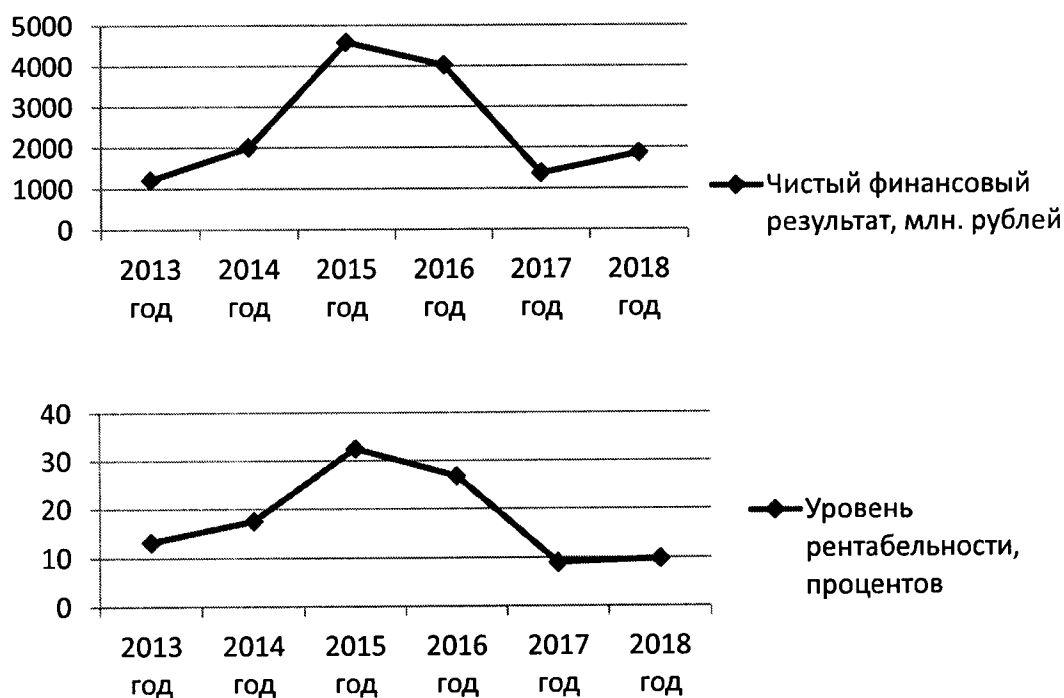 5000
4000
3000
2000
1000
0
2013 год
2014 год
2015 год
2016 год
2017 год
2018 год
Чистый финансовый
результат, млн. рублей
40
30
20
10
0
2013 год
2014 год
2015 год
2016 год
2017 год
2018 год
Уровень
рентабельности,
процентов